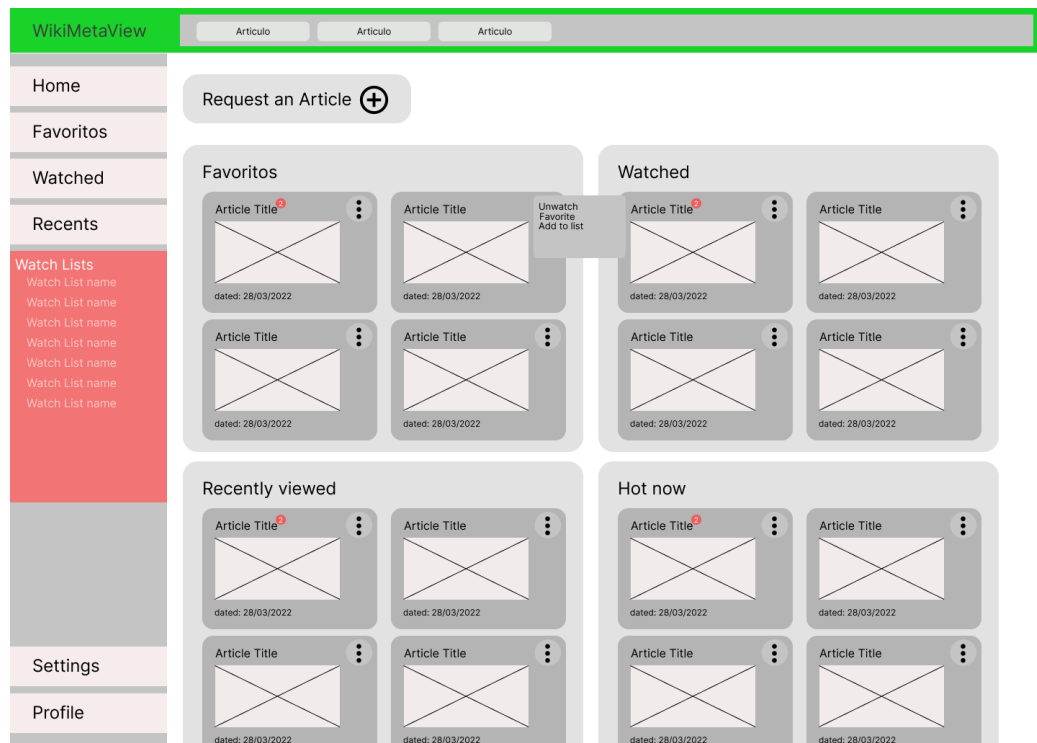 WikiMetaView
Articulo
Articulo
Articulo
Home
Favoritos
Watched
Recents
Watch Lists
Watch List name
Watch List name
Watch List name
Watch List name
Watch List name
Watch List name
Watch List name
Settings
Profile
Request an Article
Favoritos
Article Title 2
Article Title
Unwatch
Favorite
Add to list
dated: 28/03/2022
dated: 28/03/2022
Article Title
Article Title
dated: 28/03/2022
dated: 28/03/2022
Watched
Article Title 2
Article Title
dated: 28/03/2022
dated: 28/03/2022
Article Title
Article Title
dated: 28/03/2022
dated: 28/03/2022
Recently viewed
Article Title 2
Article Title
dated: 28/03/2022
dated: 28/03/2022
Article Title
Article Title
dated: 28/03/2022
dated: 28/03/2022
Hot now
Article Title 2
Article Title
dated: 28/03/2022
dated: 28/03/2022
Article Title
Article Title
dated: 28/03/2022
dated: 28/03/2022